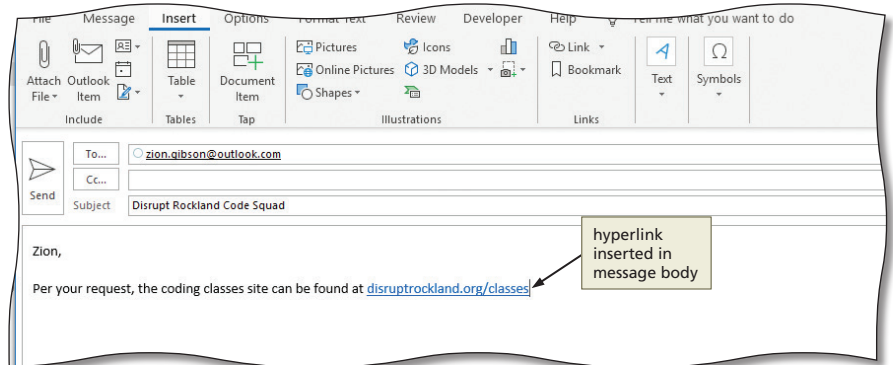 File Message Insert Options Format Text Review Developer Help Tell me what you want to do
Pictures Icons Link
Attach Outlook Table Document Online Pictures 3D Models Bookmark Text Symbols
File Item Item Shapes
Include Tables Tap Illustrations Links
To... zion.gibson@outlook.com
Cc...
Send
Subject Disrupt Rockland Code Squad
hyperlink
inserted in
message body
Zion,
Per your request, the coding classes site can be found at disruptrockland.org/classes